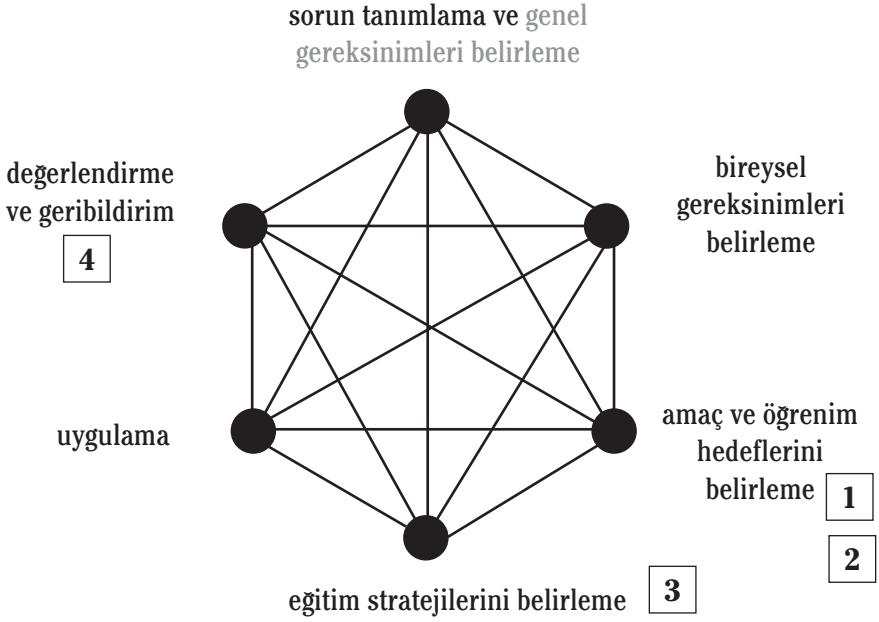 sorun tanımlama ve genel
gereksinimleri belirleme
bireysel
gereksinimleri
belirleme
amaç ve öğrenim
hedeflerini
belirleme 1
2
eğitim stratejilerini belirleme 3
uygulama
değerlendirme
ve geribildirim
4